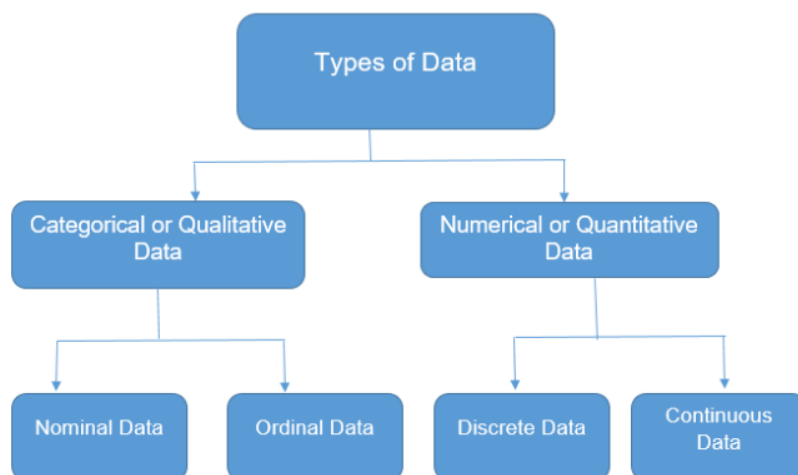 Types of Data
Categorical or Qualitative
Data
Numerical or Quantitative
Data
Nominal Data
Ordinal Data
Discrete Data
Continuous
Data